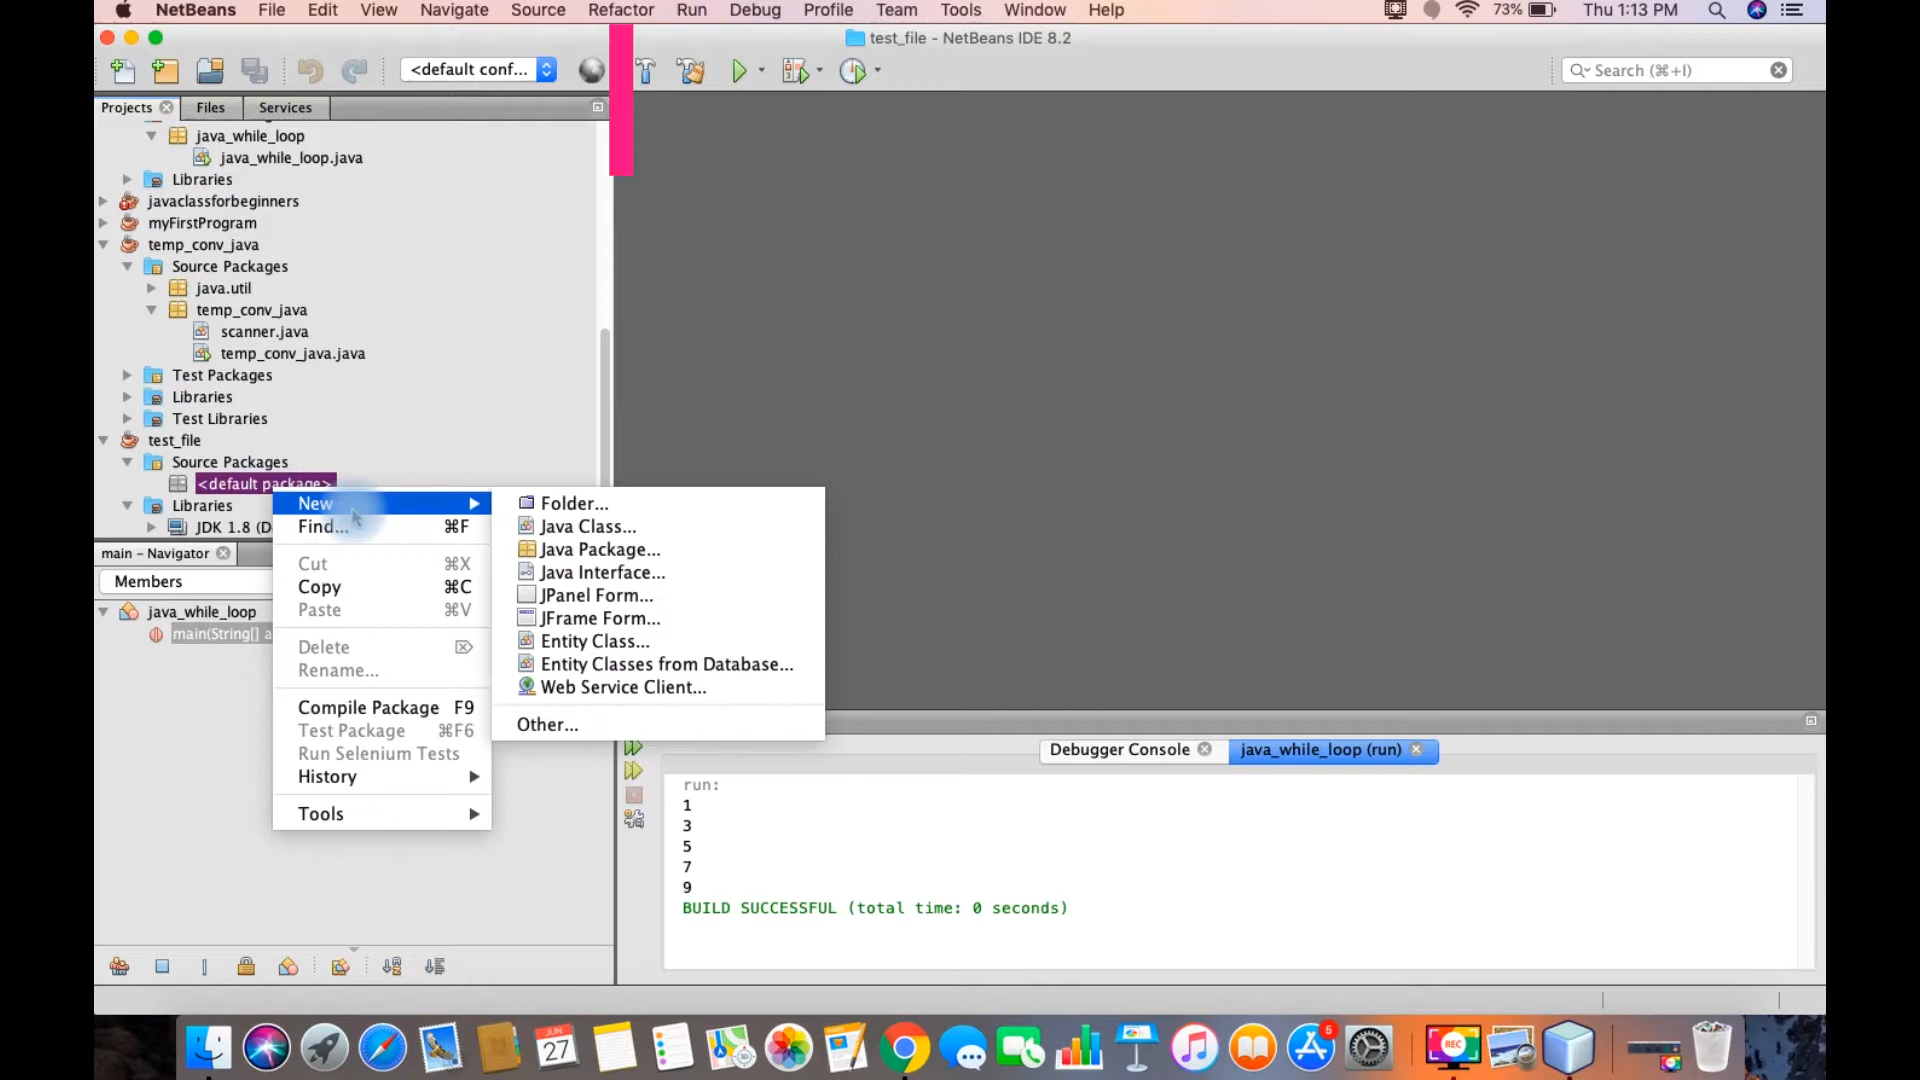 NetBeans File Edit View Navigate Source Refactor Run Debug Profile Team Tools Window Help 73% Thu 1:13 PM
test_file - NetBeans IDE 8.2
<default conf... Search (⌘+I)
Projects Files Services
java_while_loop
java_while_loop.java
Libraries
javaclassforbeginners
myFirstProgram
temp_conv_java
Source Packages
java.util
temp_conv_java
scanner.java
temp_conv_java.java
Test Packages
Libraries
Test Libraries
test_file
Source Packages
<default package>
Libraries
JDK 1.8 (D
main - Navigator
Members
java_while_loop
main(String[] a
New
Find... ⌘F
Cut ⌘X
Copy ⌘C
Paste ⌘V
Delete
Rename...
Compile Package F9
Test Package ⌘F6
Run Selenium Tests
History
Tools
Folder...
Java Class...
Java Package...
Java Interface...
JPanel Form...
JFrame Form...
Entity Class...
Entity Classes from Database...
Web Service Client...
Other...
Debugger Console java_while_loop (run)
run:
1
3
5
7
9
BUILD SUCCESSFUL (total time: 0 seconds)
JUN
27
6
REC